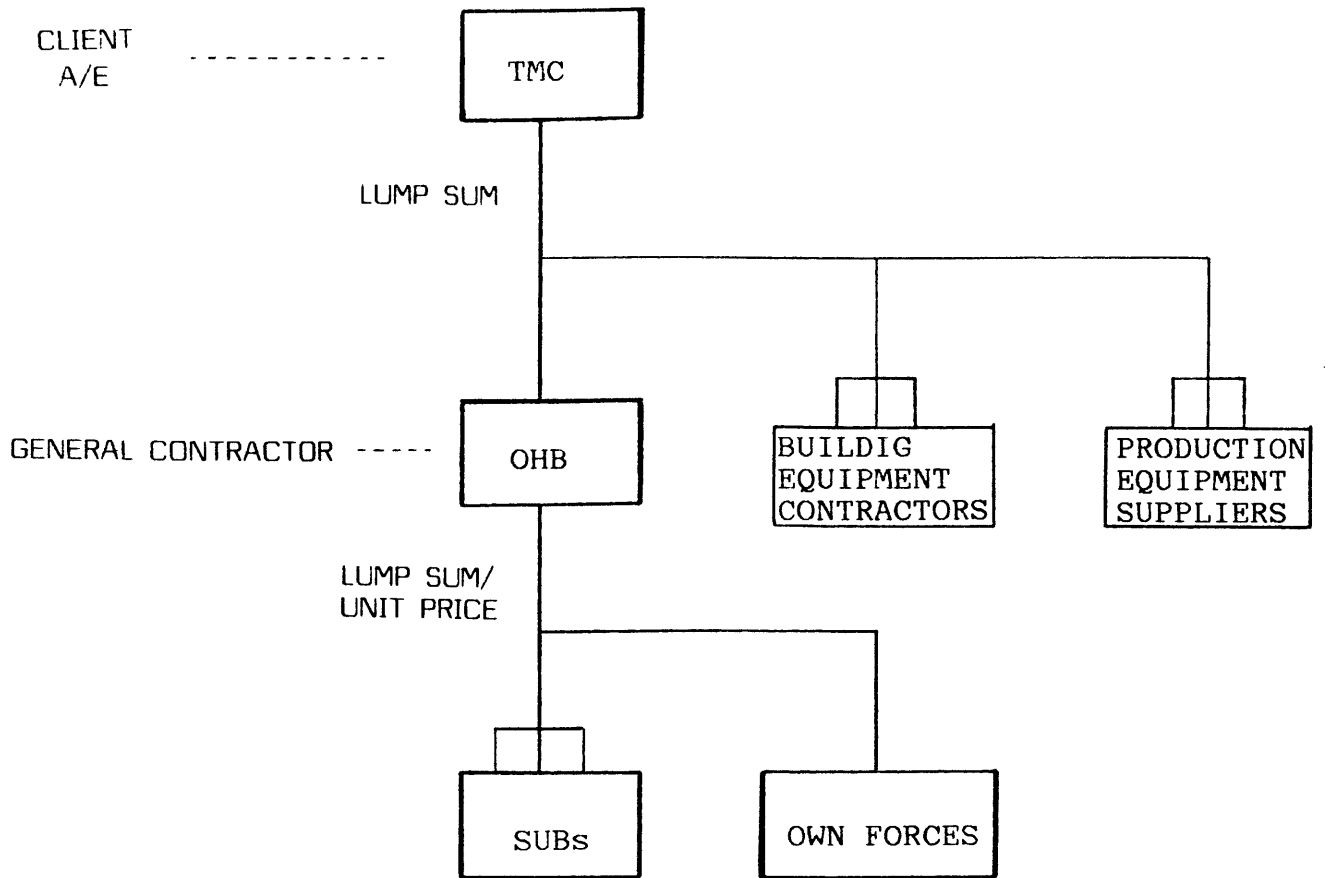 CLIENT
A/E
TMC
LUMP SUM
GENERAL CONTRACTOR
OHB
BUILDIG
EQUIPMENT
CONTRACTORS
PRODUCTION
EQUIPMENT
SUPPLIERS
LUMP SUM/
UNIT PRICE
SUBs
OWN FORCES